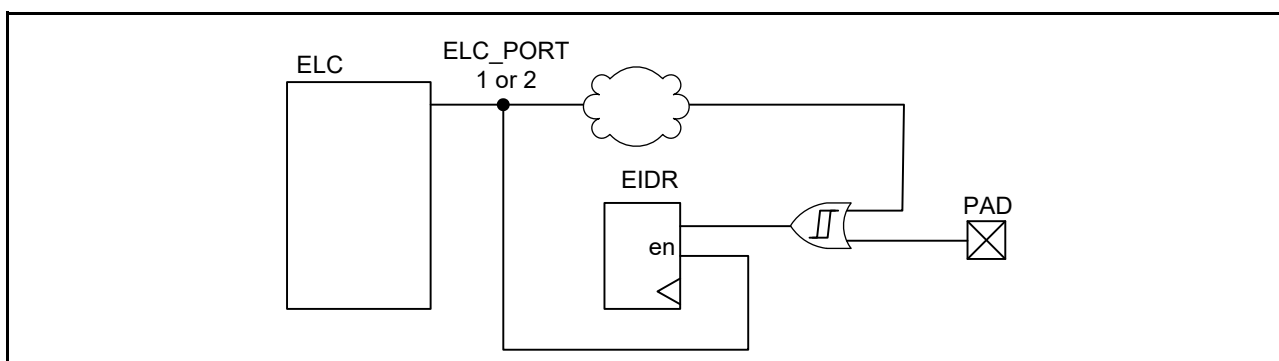 ELC
ELC_PORT
1 or 2
EIDR
en
PAD